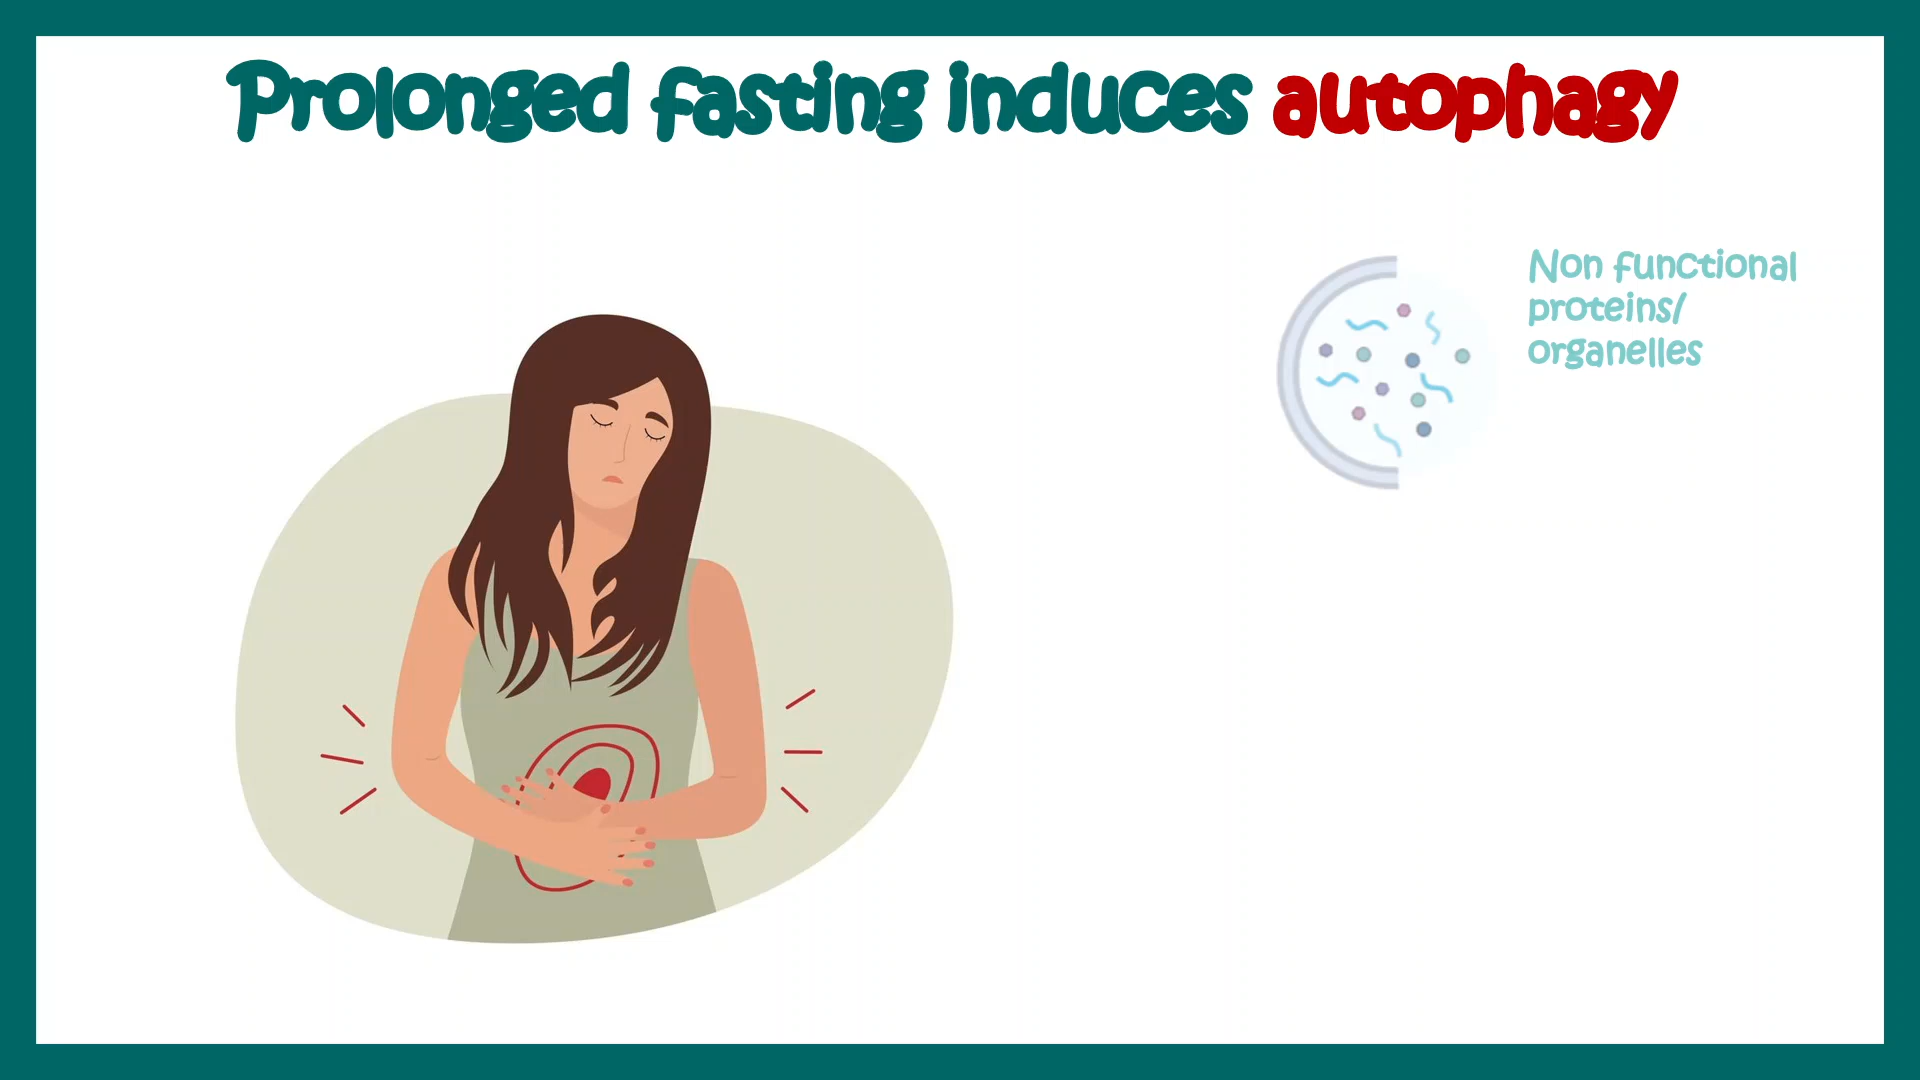 Prolonged fasting induces autophagy
Non functional
proteins/
organelles